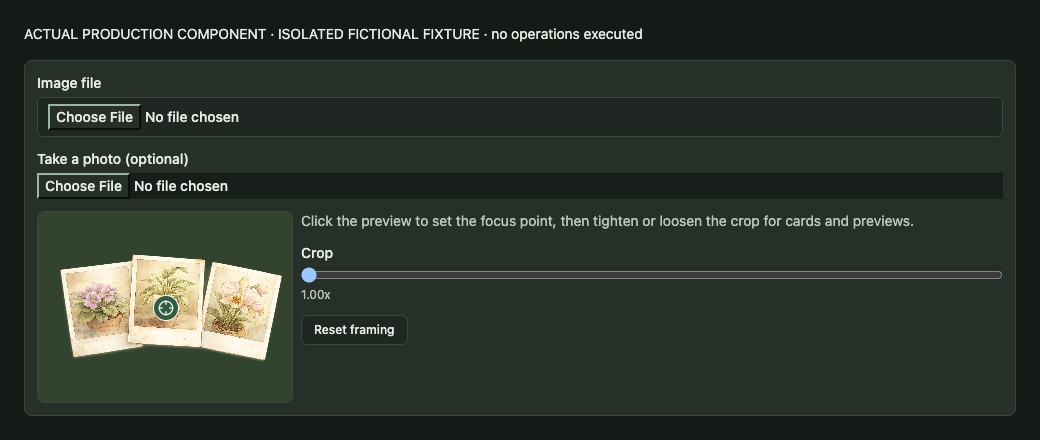 ACTUAL PRODUCTION COMPONENT · ISOLATED FICTIONAL FIXTURE · no operations executed
Image file
Choose File No file chosen
Take a photo (optional)
Choose File No file chosen
Click the preview to set the focus point, then tighten or loosen the crop for cards and previews.
Crop
1.00x
Reset framing